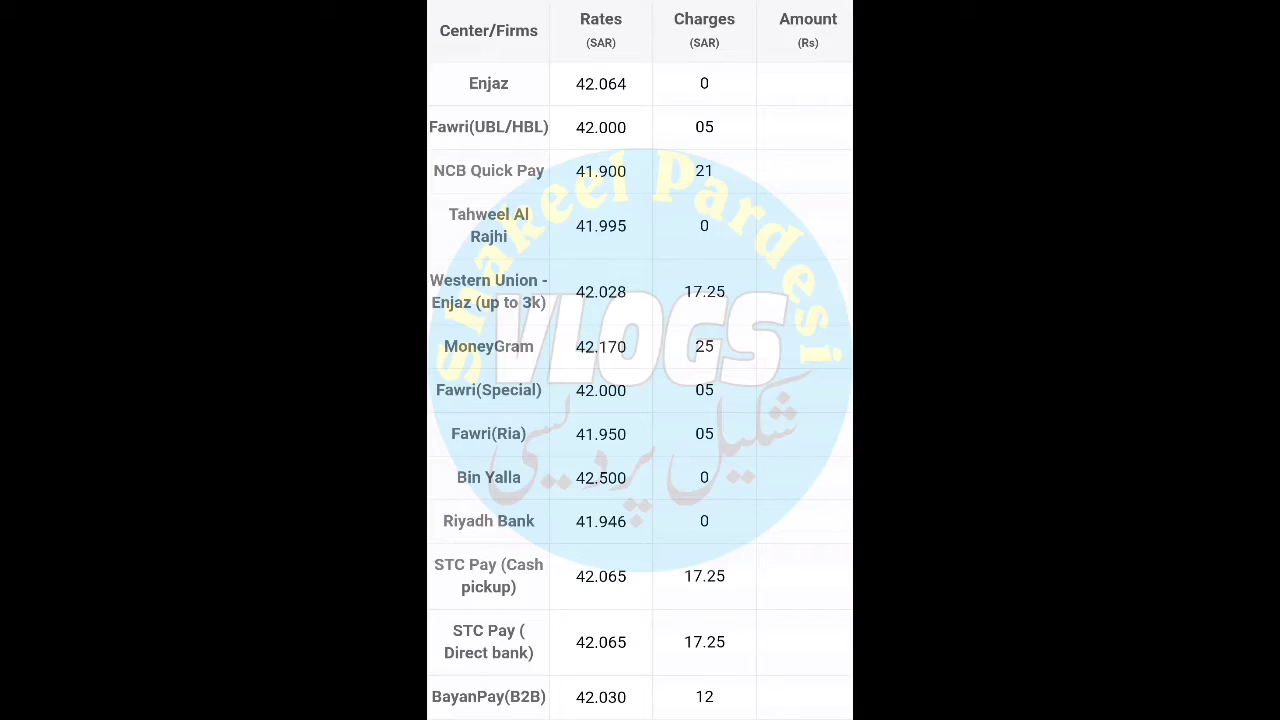 Center/Firms Rates Charges Amount
(SAR) (SAR) (Rs)
Enjaz 42.064 0
Fawri(UBL/HBL) 42.000 05
NCB Quick Pay 41.900 21
Tahweel Al
Rajhi 41.995 0
Western Union -
Enjaz (up to 3k) 42.028 17.25
MoneyGram 42.170 25
Fawri(Special) 42.000 05
Fawri(Ria) 41.950 05
Bin Yalla 42.500 0
Riyadh Bank 41.946 0
STC Pay (Cash
pickup) 42.065 17.25
STC Pay (
Direct bank) 42.065 17.25
BayanPay(B2B) 42.030 12
Shakeel Pardesi
VLOGS
شکیل پردیسی